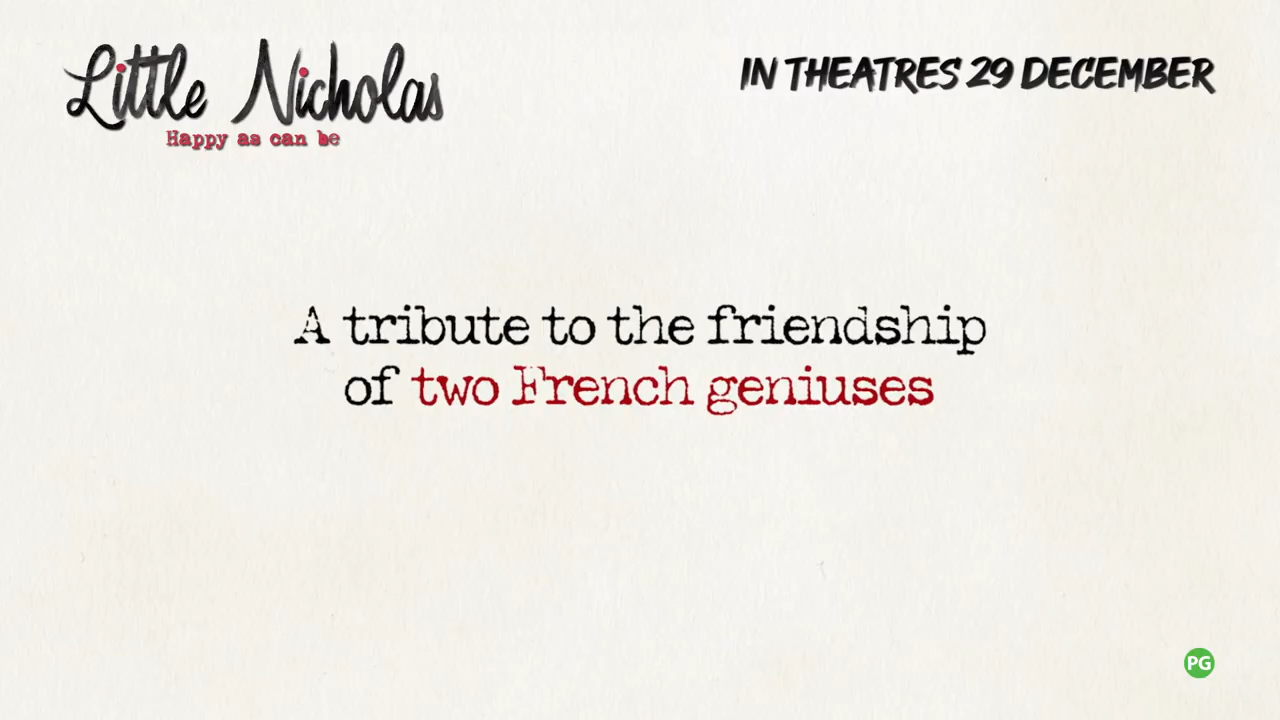 Little Nicholas
Happy as can be
IN THEATRES 29 DECEMBER
A tribute to the friendship
of two French geniuses
PG